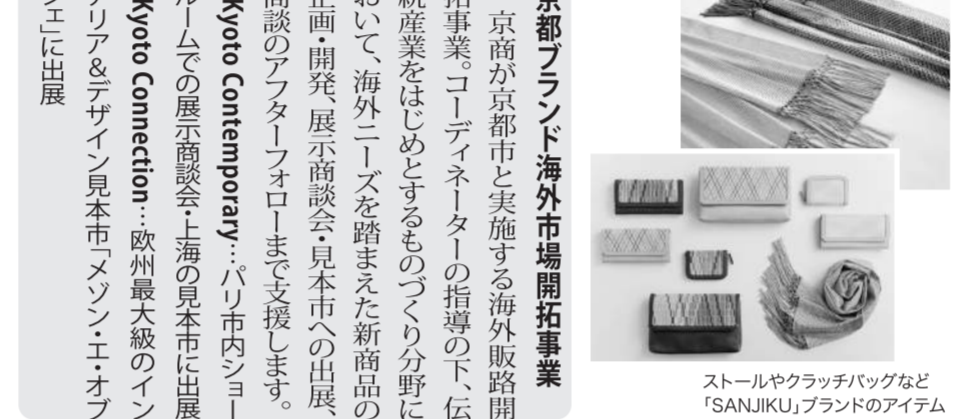 京都ブランド海外市場開拓事業
京商が京都市と実施する海外販路開
拓事業。コーディネーターの指導の下、伝
統産業をはじめとするものづくり分野に
おいて、海外ニーズを踏まえた新商品の
企画・開発、展示商談会・見本市への出展、
商談のアフターフォローまで支援します。
Kyoto Contemporary…パリ市内ショー
ルームでの展示商談会・上海の見本市に出展
Kyoto Connection…欧州最大級のイン
テリア&デザイン見本市「メゾン・エ・オブ
ジェ」に出展
ストールやクラッチバッグなど
「SANJIKU」ブランドのアイテム